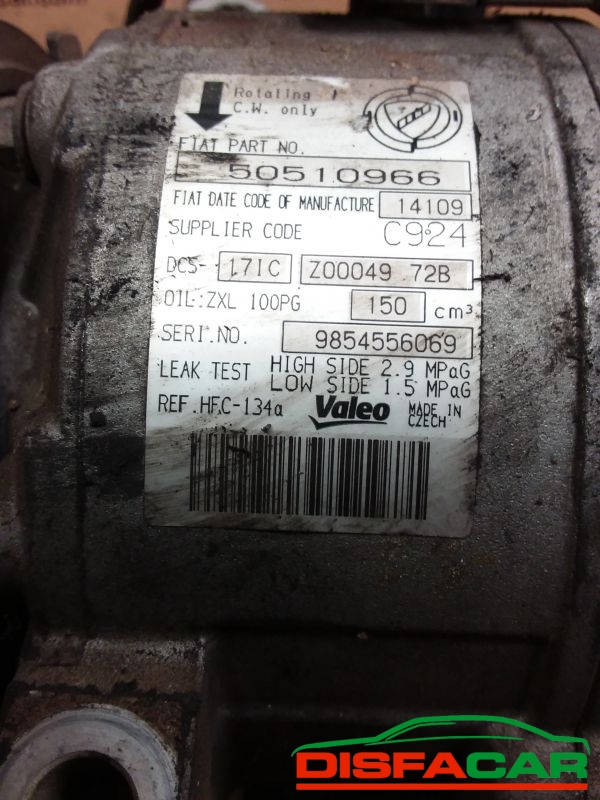 Rotating
C.W. only
FIAT PART NO.
50510966
FIAT DATE CODE OF MANUFACTURE 14109
SUPPLIER CODE C924
DCS- 17IC Z00049 72B
OIL:ZXL 100PG 150 cm³
SERI.NO. 9854556069
LEAK TEST HIGH SIDE 2.9 MPaG
LOW SIDE 1.5 MPaG
REF.HFC-134a Valeo MADE IN
CZECH
DISFACAR